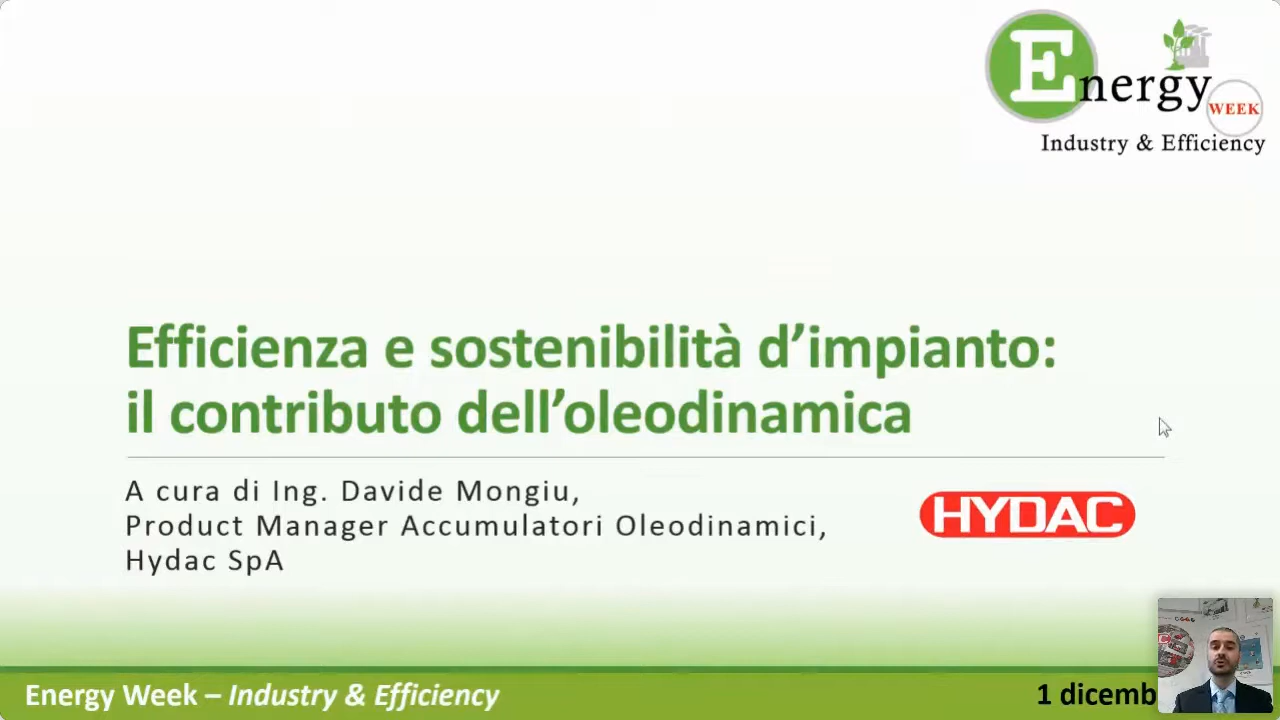 Energy
WEEK
Industry & Efficiency
Efficienza e sostenibilità d’impianto:
il contributo dell’oleodinamica
A cura di Ing. Davide Mongiu,
Product Manager Accumulatori Oleodinamici,
Hydac SpA
HYDAC
Energy Week – Industry & Efficiency
1 dicemb